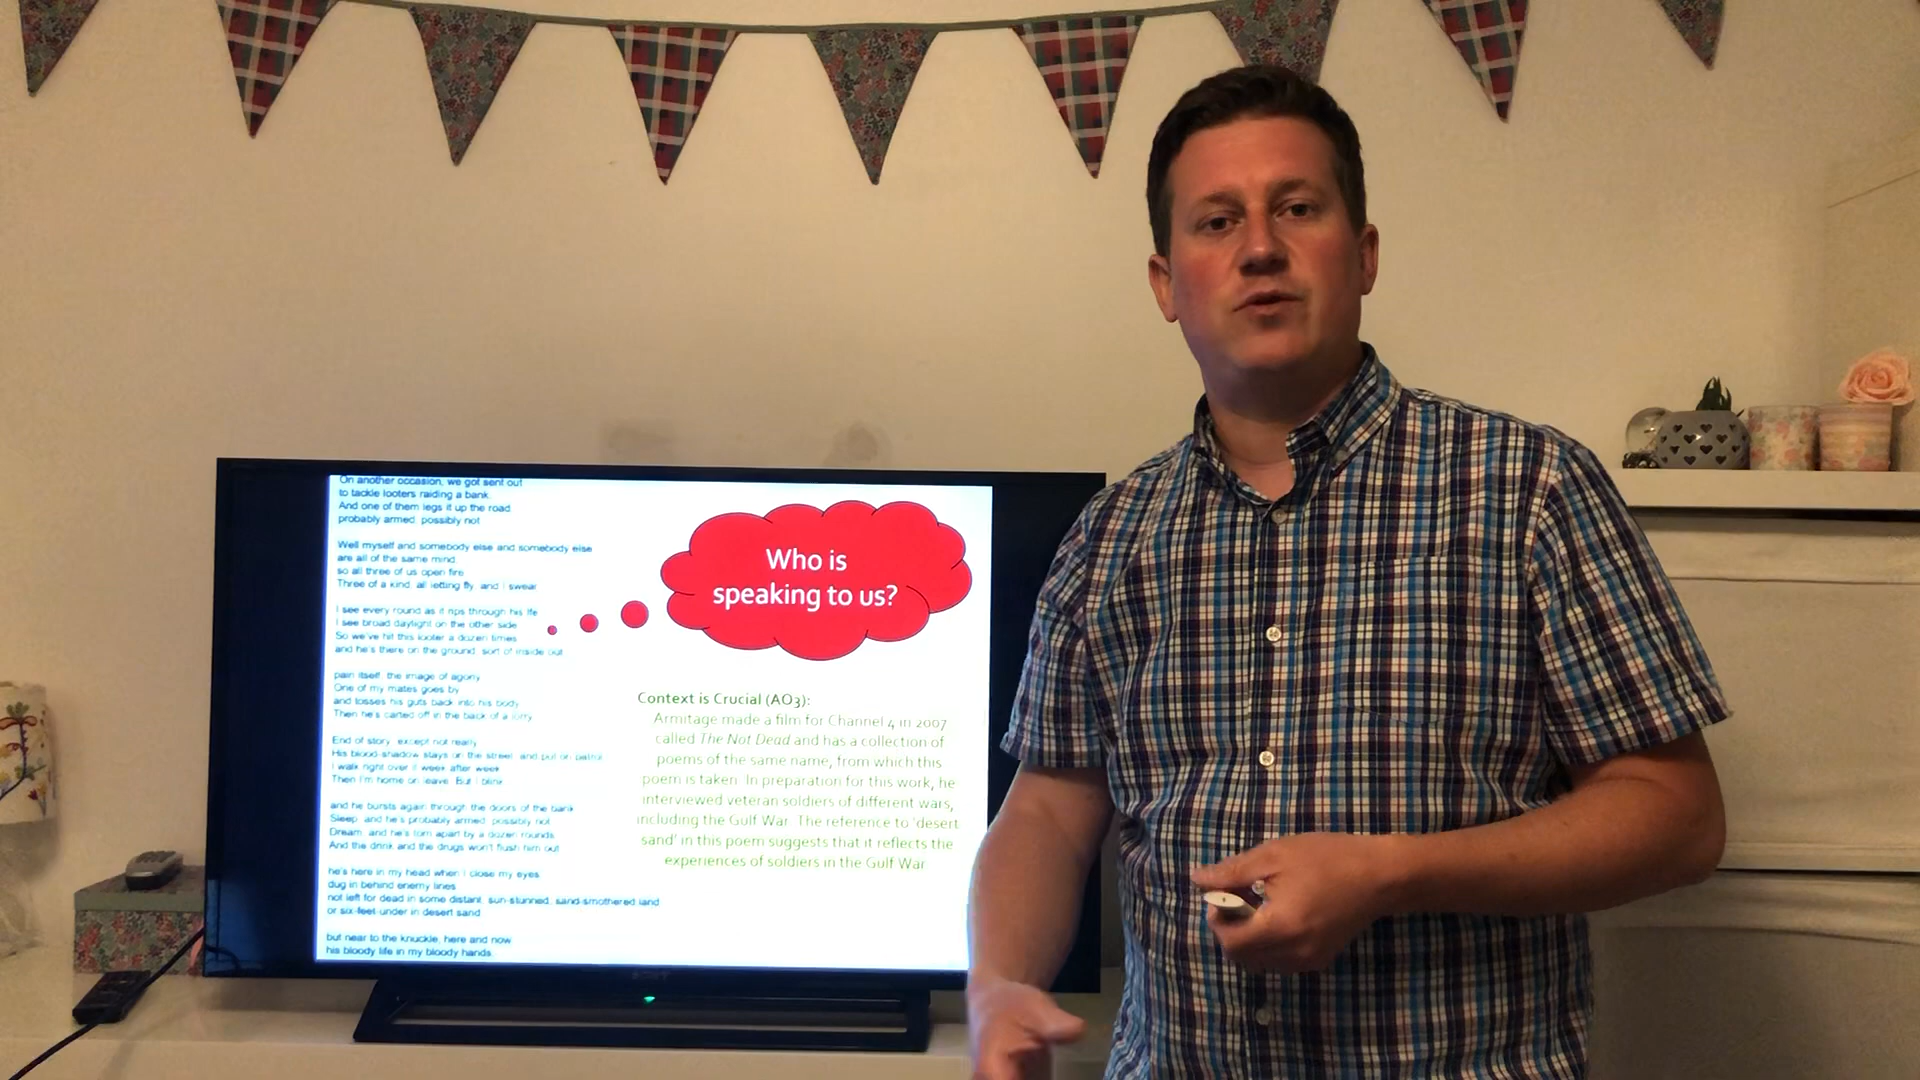 On another occasion, we got sent out
to tackle looters raiding a bank.
And one of them legs it up the road
probably armed, possibly not
Well myself and somebody else and somebody else
are all of the same mind,
so all three of us open fire
Three of a kind all letting fly, and I swear
I see every round as it rips through his life
I see broad daylight on the other side
So we've hit this looter a dozen times
and he's there on the ground, sort of inside out
pain itself, the image of agony
One of my mates goes by
and tosses his guts back into his body
Then he's carted off in the back of a lorry
End of story, except not really
His blood-shadow stays on the street, and out on patrol
I walk right over it week after week
Then I'm home on leave. But I blink
and he bursts again through the doors of the bank
Sleep, and he's probably armed, possibly not
Dream, and he's torn apart by a dozen rounds
And the drink and the drugs won't flush him out
he's here in my head when I close my eyes
dug in behind enemy lines
not left for dead in some distant, sun-stunned, sand-smothered land
or six-feet-under in desert sand
but near to the knuckle, here and now
his bloody life in my bloody hands
Who is
speaking to us?
Context is Crucial (AO3):
Armitage made a film for Channel 4 in 2007
called The Not Dead and has a collection of
poems of the same name, from which this
poem is taken. In preparation for this work, he
interviewed veteran soldiers of different wars,
including the Gulf War. The reference to 'desert
sand' in this poem suggests that it reflects the
experiences of soldiers in the Gulf War
SONY